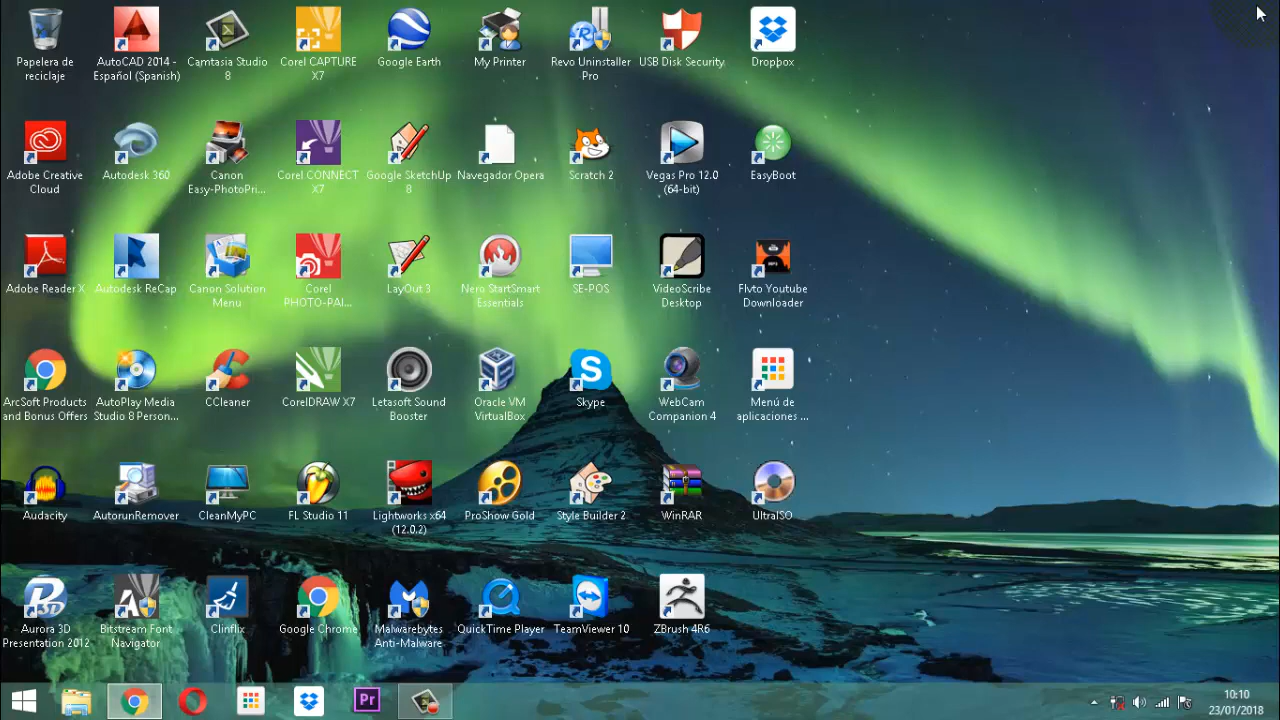 Papelera de
reciclaje
AutoCAD 2014 -
Español (Spanish)
Camtasia Studio
8
Corel CAPTURE
X7
Google Earth
My Printer
Revo Uninstaller
Pro
USB Disk Security
Dropbox
Adobe Creative
Cloud
Autodesk 360
Canon
Easy-PhotoPri...
Corel CONNECT
X7
Google SketchUp
8
Navegador Opera
Scratch 2
Vegas Pro 12.0
(64-bit)
EasyBoot
Adobe Reader X
Autodesk ReCap
Canon Solution
Menu
Corel
PHOTO-PAI...
LayOut 3
Nero StartSmart
Essentials
SE-POS
VideoScribe
Desktop
Flvto Youtube
Downloader
ArcSoft Products
and Bonus Offers
AutoPlay Media
Studio 8 Person...
CCleaner
CorelDRAW X7
Letasoft Sound
Booster
Oracle VM
VirtualBox
Skype
WebCam
Companion 4
Menú de
aplicaciones ...
Audacity
AutorunRemover
CleanMyPC
FL Studio 11
Lightworks x64
(12.0.2)
ProShow Gold
Style Builder 2
WinRAR
UltraISO
Aurora 3D
Presentation 2012
Bitstream Font
Navigator
Clinflix
Google Chrome
Malwarebytes
Anti-Malware
QuickTime Player
TeamViewer 10
ZBrush 4R6
Pr
10:10
23/01/2018